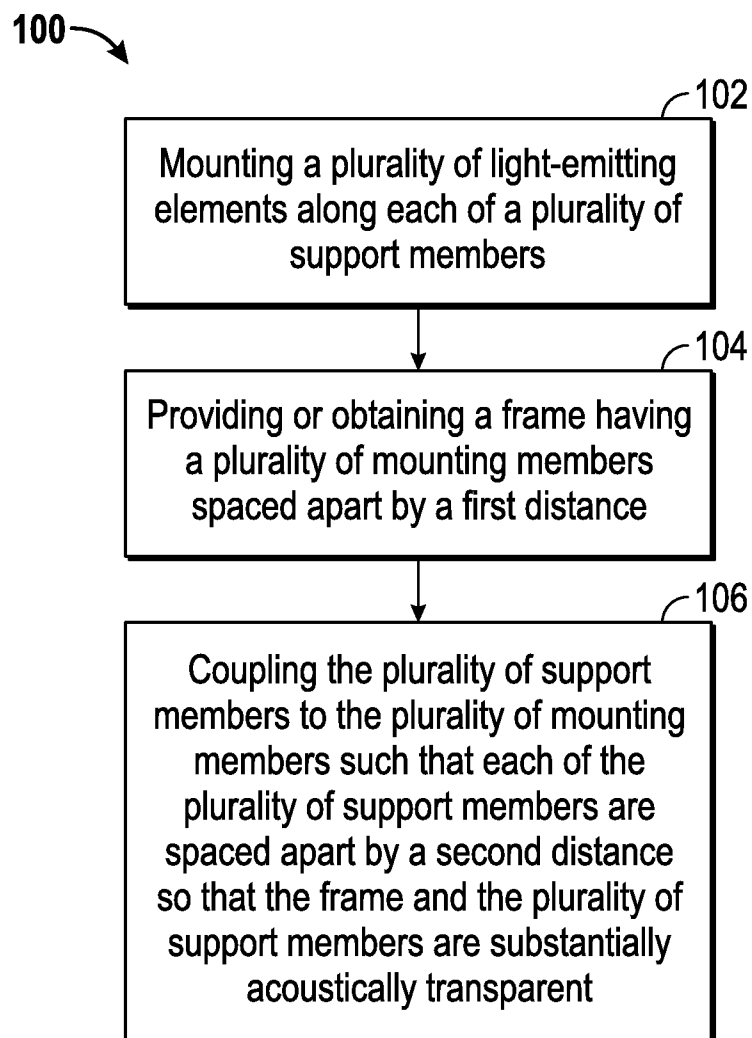 100
102
Mounting a plurality of light-emitting
elements along each of a plurality of
support members
104
Providing or obtaining a frame having
a plurality of mounting members
spaced apart by a first distance
106
Coupling the plurality of support
members to the plurality of mounting
members such that each of the
plurality of support members are
spaced apart by a second distance
so that the frame and the plurality of
support members are substantially
acoustically transparent